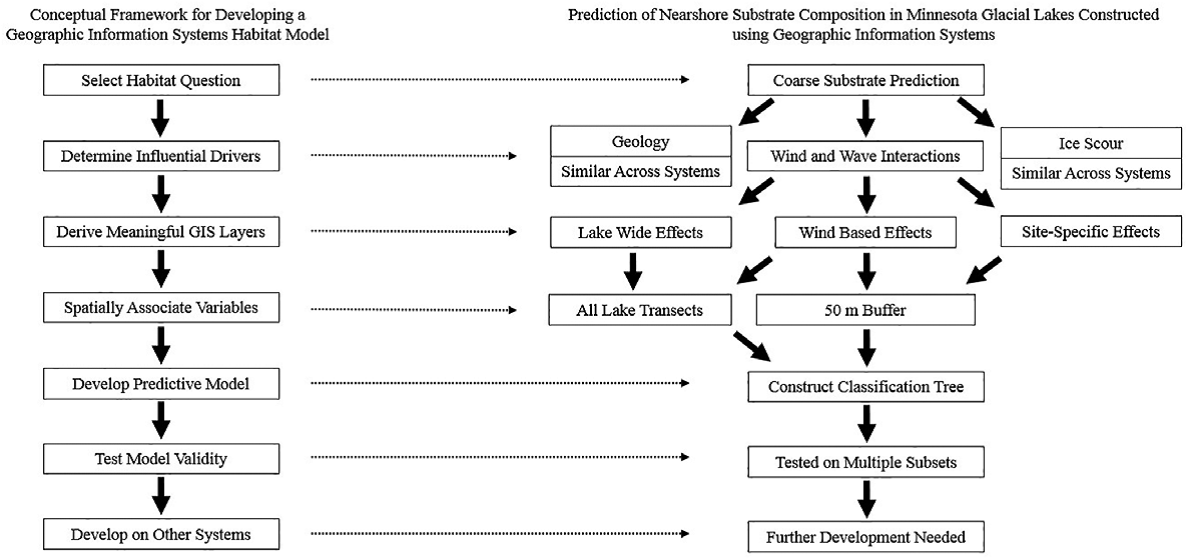 Conceptual Framework for Developing a
Geographic Information Systems Habitat Model
Select Habitat Question
Determine Influential Drivers
Derive Meaningful GIS Layers
Spatially Associate Variables
Develop Predictive Model
Test Model Validity
Develop on Other Systems
Prediction of Nearshore Substrate Composition in Minnesota Glacial Lakes Constructed
using Geographic Information Systems
Coarse Substrate Prediction
Geology
Similar Across Systems
Wind and Wave Interactions
Ice Scour
Similar Across Systems
Lake Wide Effects
Wind Based Effects
Site-Specific Effects
All Lake Transects
50 m Buffer
Construct Classification Tree
Tested on Multiple Subsets
Further Development Needed